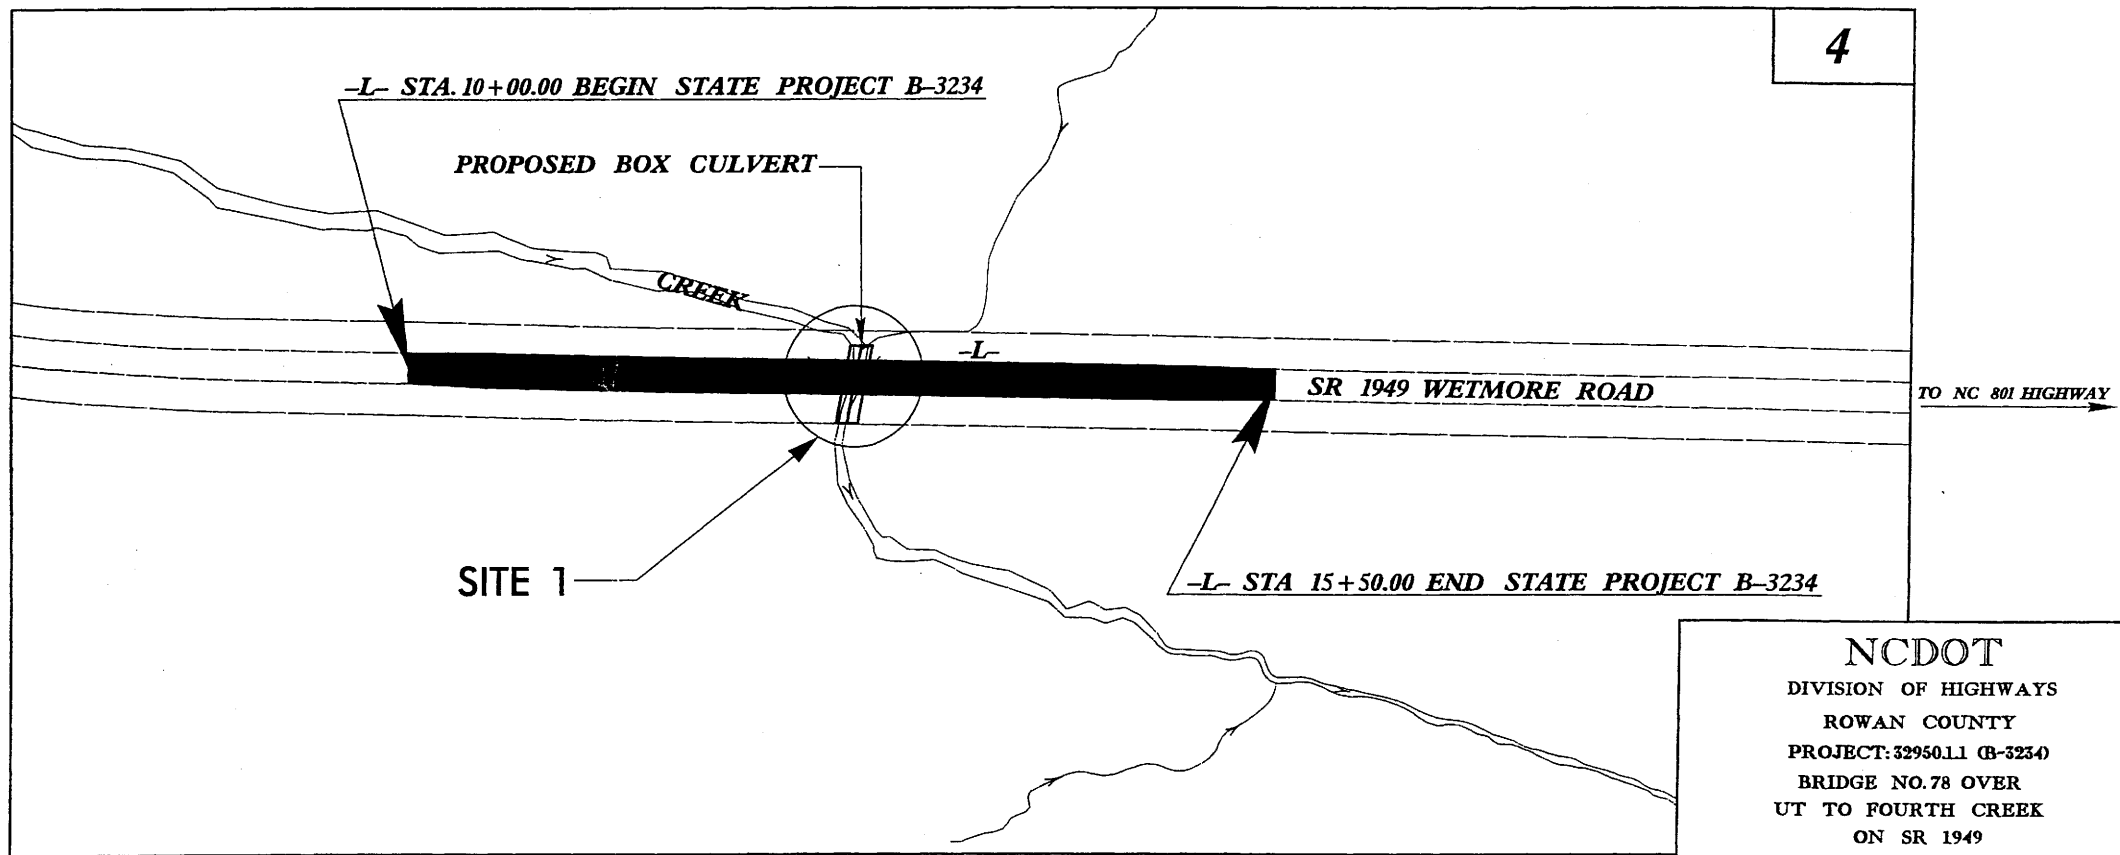 4
-L- STA. 10+00.00 BEGIN STATE PROJECT B-3234
PROPOSED BOX CULVERT
CREEK
-L-
SR 1949 WETMORE ROAD
TO NC 801 HIGHWAY
SITE 1
-L- STA 15+50.00 END STATE PROJECT B-3234
NCDOT
DIVISION OF HIGHWAYS
ROWAN COUNTY
PROJECT: 32950.1.1 (B-3234)
BRIDGE NO. 78 OVER
UT TO FOURTH CREEK
ON SR 1949